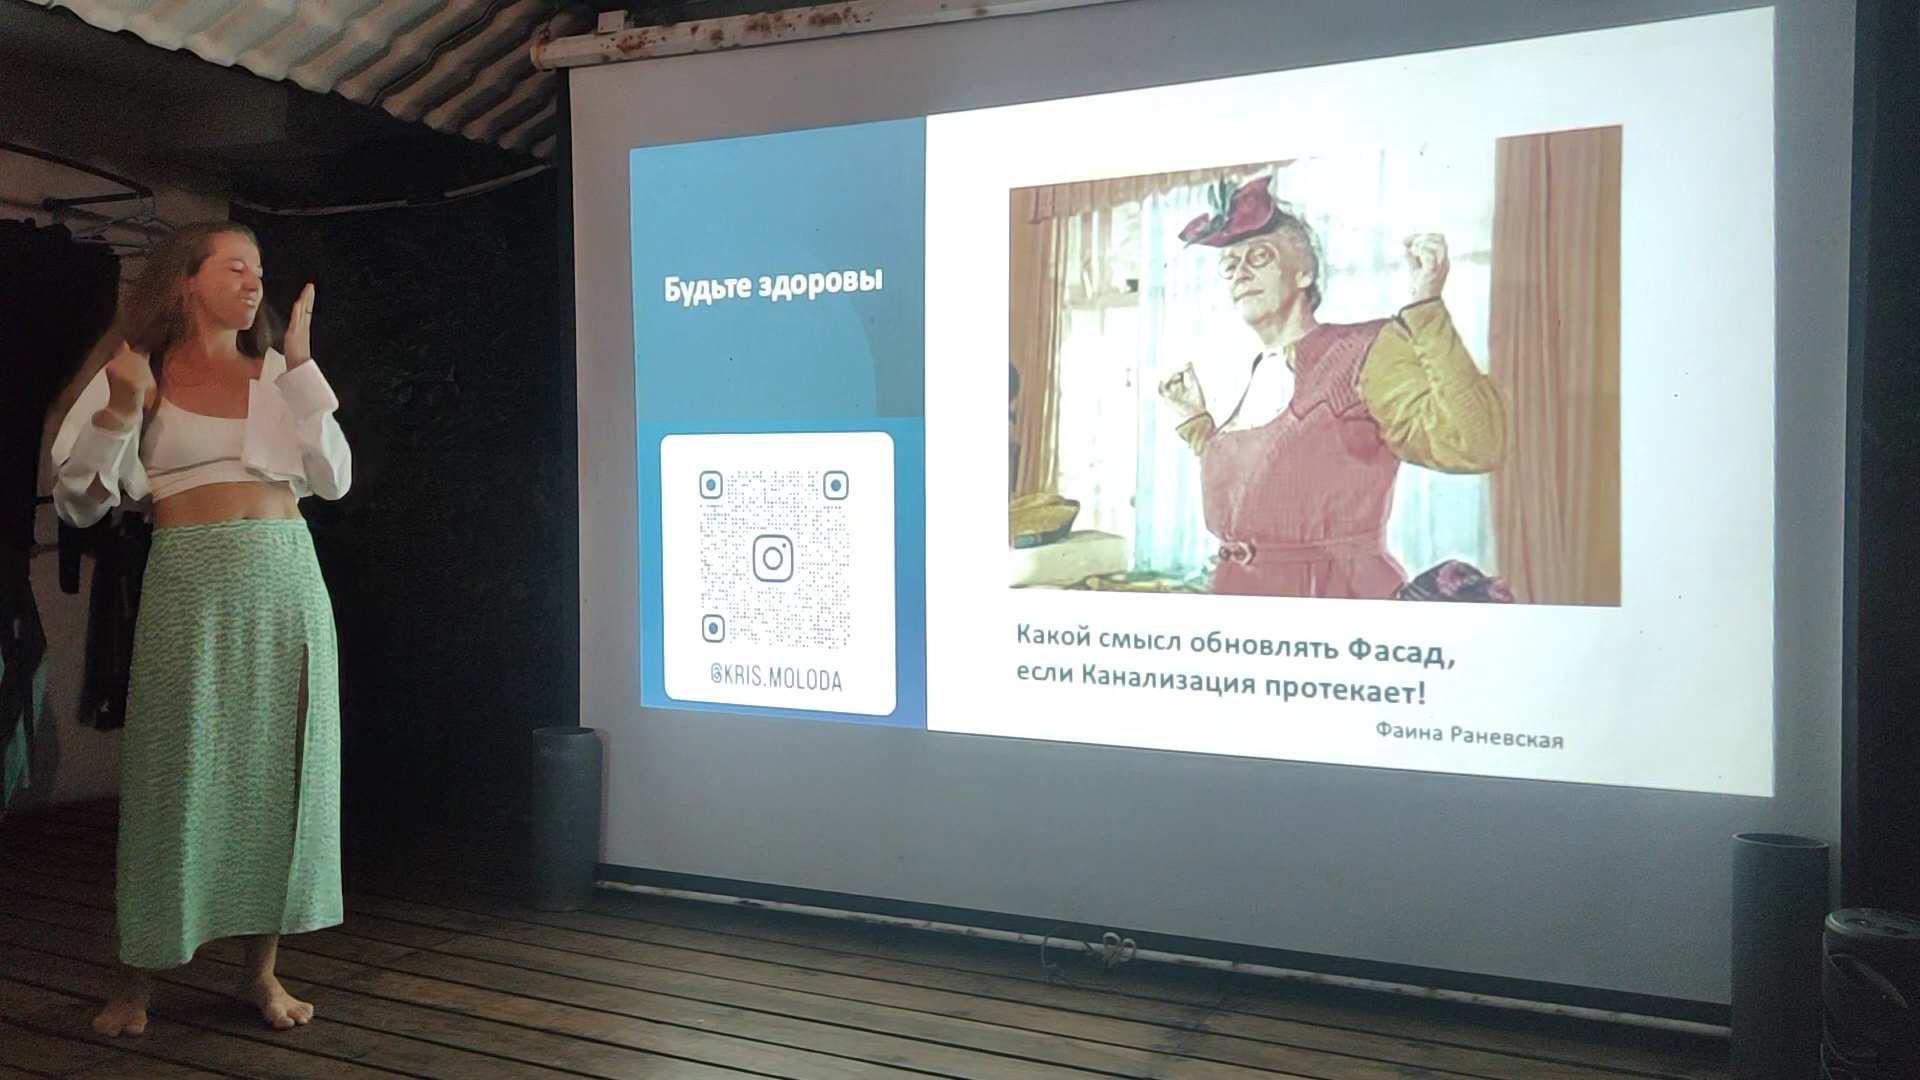 Будьте здоровы
@KRIS.MOLODA
Какой смысл обновлять Фасад,
если Канализация протекает!
Фаина Раневская